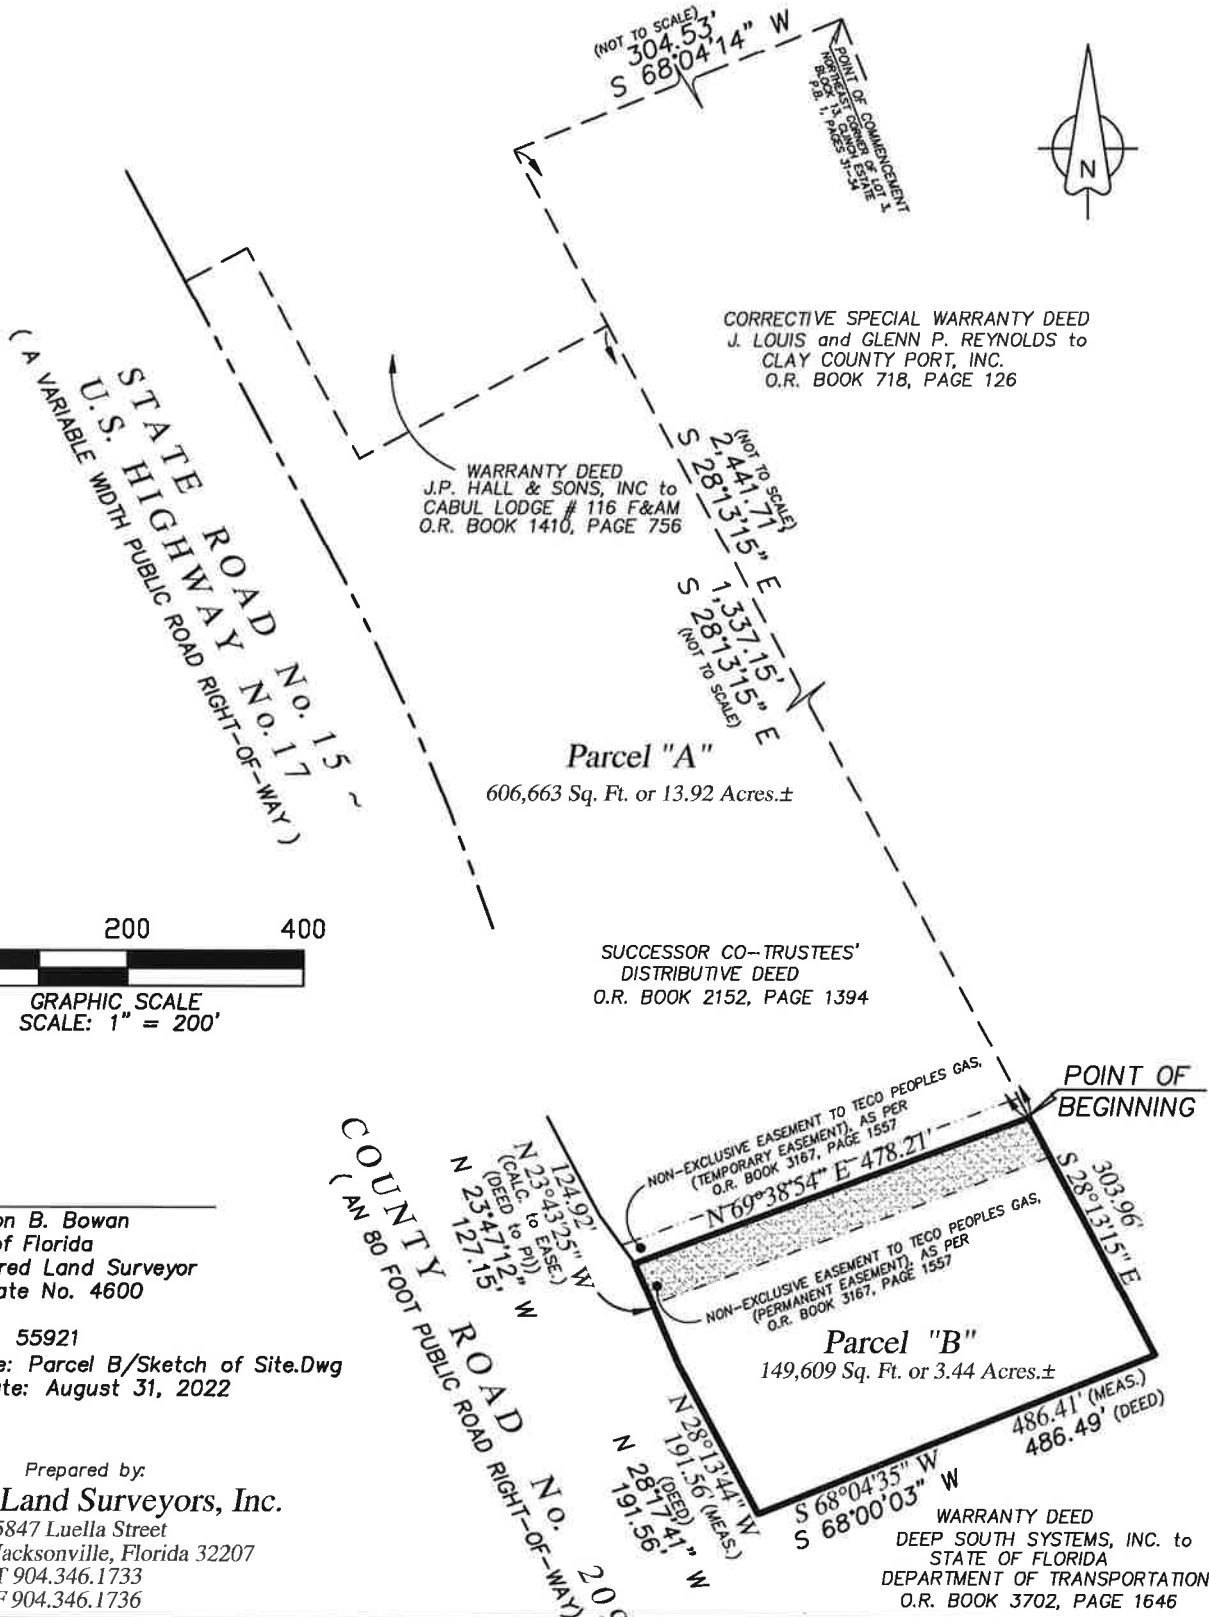 (NOT TO SCALE)
304.53'
S 68°04'14" W
POINT OF COMMENCEMENT
NORTHEAST CORNER OF LOT 3,
BLOCK 13, CLINCH ESTATE
P.B. 1, PAGES 31-34
N
CORRECTIVE SPECIAL WARRANTY DEED
J. LOUIS and GLENN P. REYNOLDS to
CLAY COUNTY PORT, INC.
O.R. BOOK 718, PAGE 126
STATE ROAD No. 15 ~
U.S. HIGHWAY No. 17
( A VARIABLE WIDTH PUBLIC ROAD RIGHT-OF-WAY )
WARRANTY DEED
J.P. HALL & SONS, INC to
CABUL LODGE # 116 F&AM
O.R. BOOK 1410, PAGE 756
(NOT TO SCALE)
2,441.71'
S 28°13'15" E
1,337.15'
S 28°13'15" E
(NOT TO SCALE)
Parcel "A"
606,663 Sq. Ft. or 13.92 Acres.±
200 400
GRAPHIC SCALE
SCALE: 1" = 200'
SUCCESSOR CO-TRUSTEES'
DISTRIBUTIVE DEED
O.R. BOOK 2152, PAGE 1394
POINT OF
BEGINNING
NON-EXCLUSIVE EASEMENT TO TECO PEOPLES GAS,
(TEMPORARY EASEMENT), AS PER
O.R. BOOK 3167, PAGE 1557
N 69°38'54" E 478.21'
303.96'
S 28°13'15" E
124.92'
N 23°43'25" W
(CALC. to EASE.)
(DEED to P\I))
N 23°47'12" W
127.15'
NON-EXCLUSIVE EASEMENT TO TECO PEOPLES GAS,
(PERMANENT EASEMENT), AS PER
O.R. BOOK 3167, PAGE 1557
COUNTY ROAD No. 209
( AN 80 FOOT PUBLIC ROAD RIGHT-OF-WAY)
Parcel "B"
149,609 Sq. Ft. or 3.44 Acres.±
N 28°13'44" W
191.56' (MEAS.)
(DEED)
N 28°17'41" W
191.56'
486.41' (MEAS.)
486.49' (DEED)
S 68°04'35" W
S 68°00'03" W
WARRANTY DEED
DEEP SOUTH SYSTEMS, INC. to
STATE OF FLORIDA
DEPARTMENT OF TRANSPORTATION
O.R. BOOK 3702, PAGE 1646
on B. Bowan
of Florida
red Land Surveyor
ate No. 4600
55921
e: Parcel B/Sketch of Site.Dwg
ate: August 31, 2022
Prepared by:
Land Surveyors, Inc.
5847 Luella Street
Jacksonville, Florida 32207
T 904.346.1733
F 904.346.1736